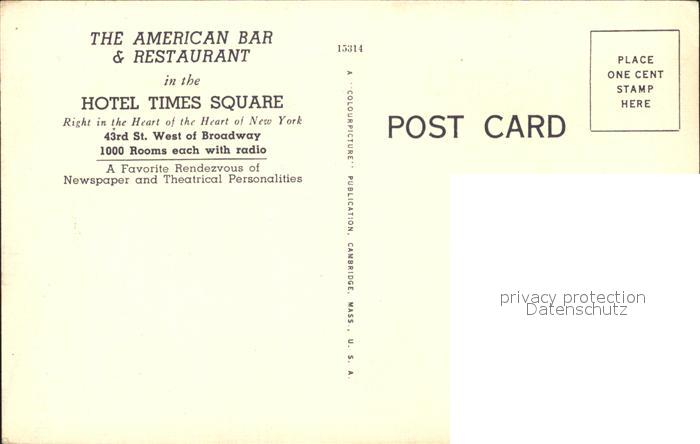 THE AMERICAN BAR
& RESTAURANT
in the
HOTEL TIMES SQUARE
Right in the Heart of the Heart of New York
43rd St. West of Broadway
1000 Rooms each with radio
A Favorite Rendezvous of
Newspaper and Theatrical Personalities
15314
A "COLOURPICTURE" PUBLICATION, CAMBRIDGE, MASS., U. S. A.
POST CARD
PLACE
ONE CENT
STAMP
HERE
privacy protection
Datenschutz